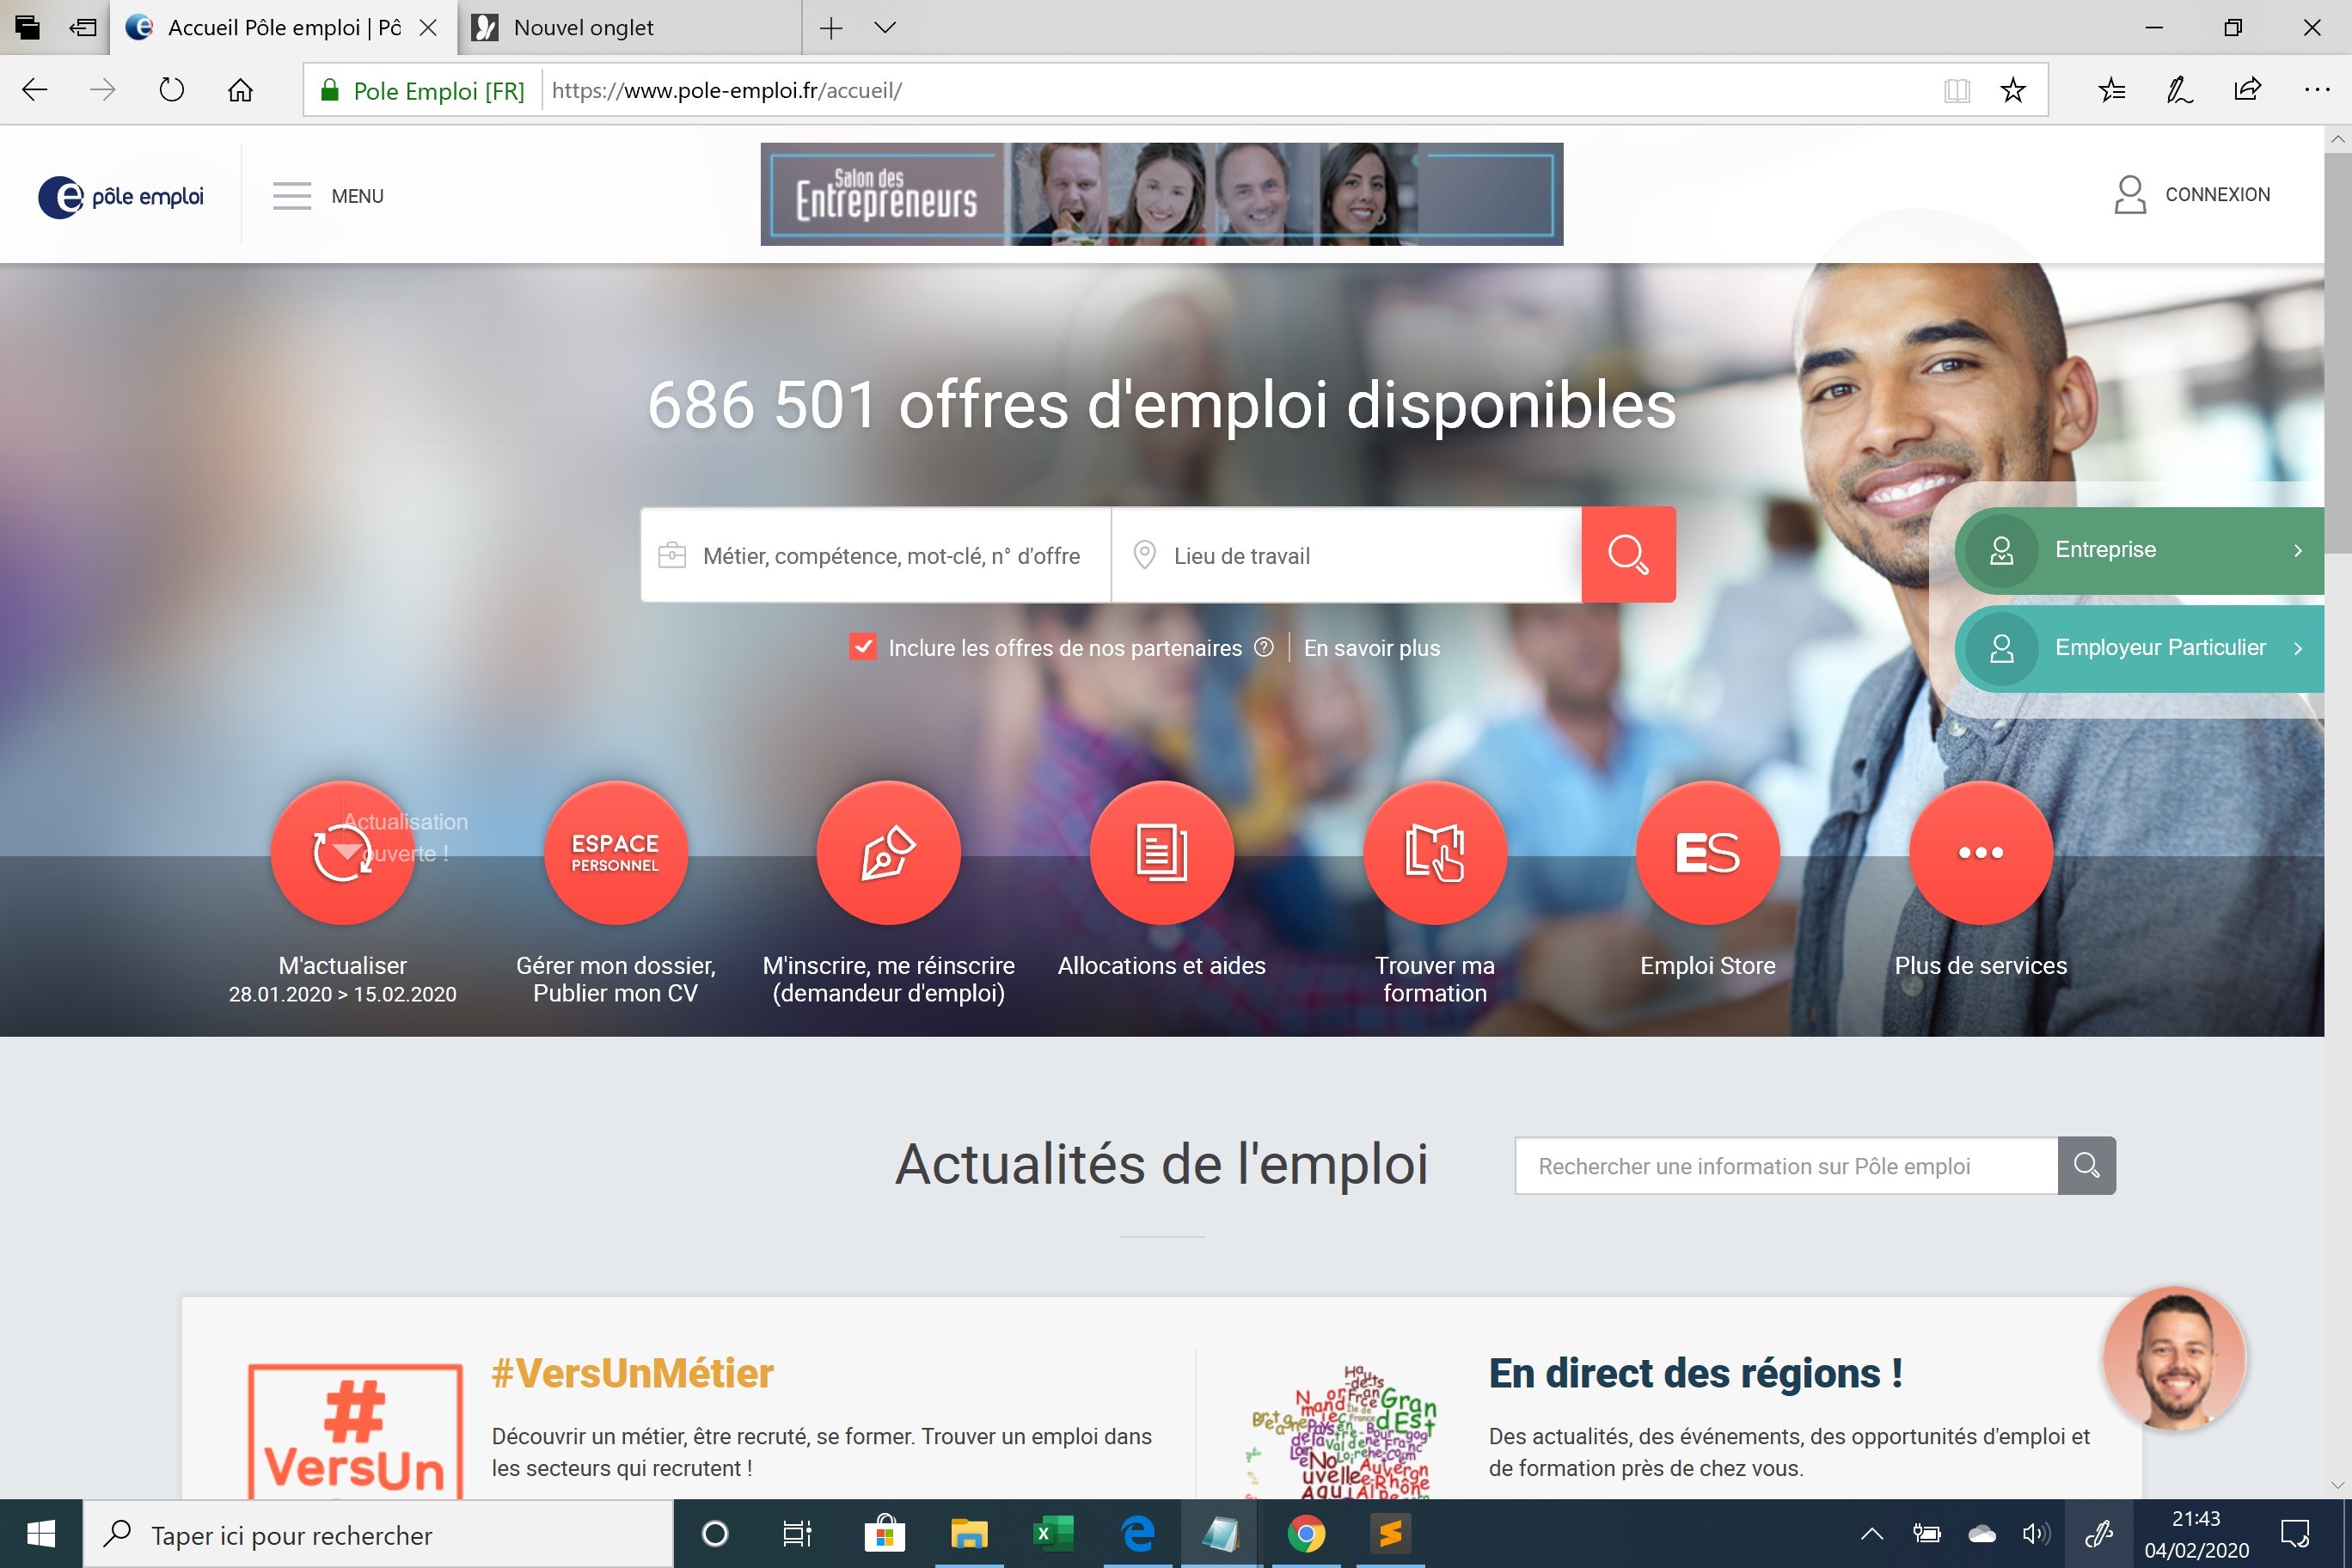 Accueil Pôle emploi | Pô
Nouvel onglet
Pole Emploi [FR]
https://www.pole-emploi.fr/accueil/
pôle emploi
MENU
Salon des
Entrepreneurs
CONNEXION
686 501 offres d'emploi disponibles
Métier, compétence, mot-clé, n° d'offre
Lieu de travail
Entreprise
Inclure les offres de nos partenaires ?
En savoir plus
Employeur Particulier
Actualisation
ouverte !
ESPACE
PERSONNEL
ES
M'actualiser
28.01.2020 > 15.02.2020
Gérer mon dossier,
Publier mon CV
M'inscrire, me réinscrire
(demandeur d'emploi)
Allocations et aides
Trouver ma
formation
Emploi Store
Plus de services
Actualités de l'emploi
Rechercher une information sur Pôle emploi
#
VersUn
#VersUnMétier
Découvrir un métier, être recruté, se former. Trouver un emploi dans
les secteurs qui recrutent !
En direct des régions !
Des actualités, des événements, des opportunités d'emploi et
de formation près de chez vous.
Taper ici pour rechercher
21:43
04/02/2020